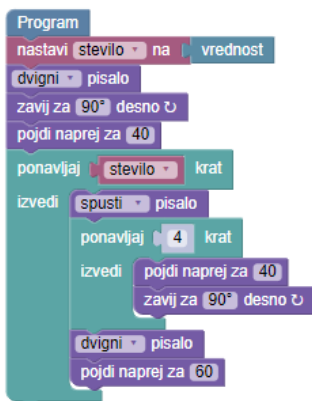 Program
nastavi stevilo na vrednost
dvigni pisalo
zavij za 90° desno ↻
pojdi naprej za 40
ponavljaj stevilo krat
izvedi spusti pisalo
ponavljaj 4 krat
izvedi pojdi naprej za 40
zavij za 90° desno ↻
dvigni pisalo
pojdi naprej za 60